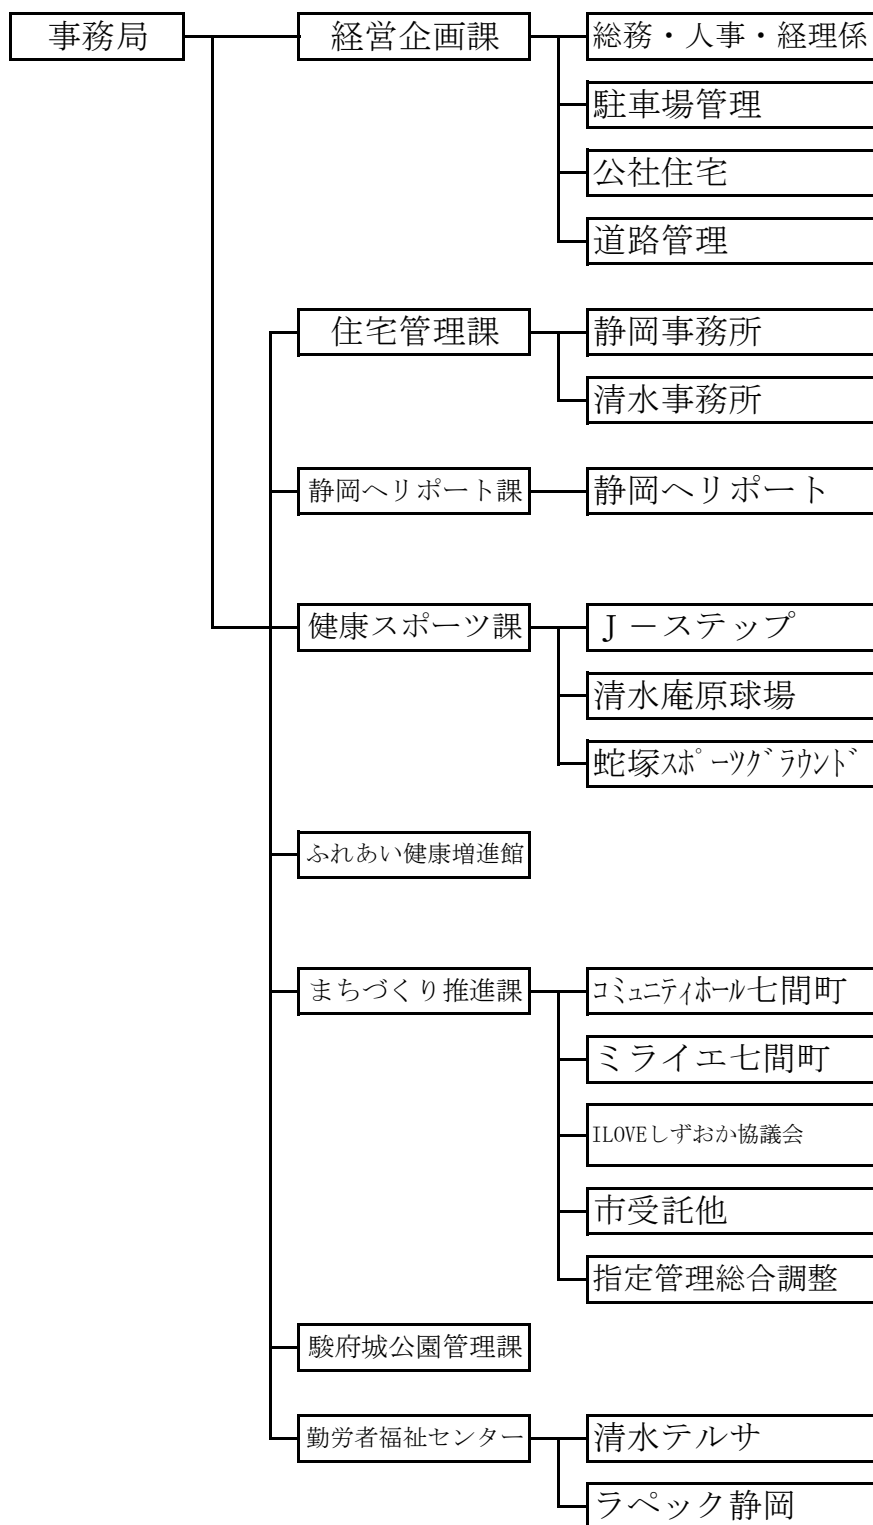 事務局
経営企画課
総務・人事・経理係
駐車場管理
公社住宅
道路管理
住宅管理課
静岡事務所
清水事務所
静岡ヘリポート課
静岡ヘリポート
健康スポーツ課
Ｊ－ステップ
清水庵原球場
蛇塚ｽﾎﾟｰﾂｸﾞﾗｳﾝﾄﾞ
ふれあい健康増進館
まちづくり推進課
ｺﾐｭﾆﾃｨﾎｰﾙ七間町
ミライエ七間町
ILOVEしずおか協議会
市受託他
指定管理総合調整
駿府城公園管理課
勤労者福祉センター
清水テルサ
ラペック静岡